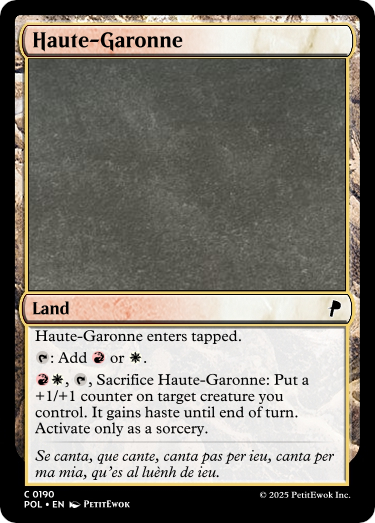 Haute-Garonne
Land
Haute-Garonne enters tapped.
: Add or .
, , Sacrifice Haute-Garonne: Put a
+1/+1 counter on target creature you
control. It gains haste until end of turn.
Activate only as a sorcery.
Se canta, que cante, canta pas per ieu, canta per
ma mia, qu'es al luènh de ieu.
C 0190
POL • EN PetitEwok
© 2025 PetitEwok Inc.